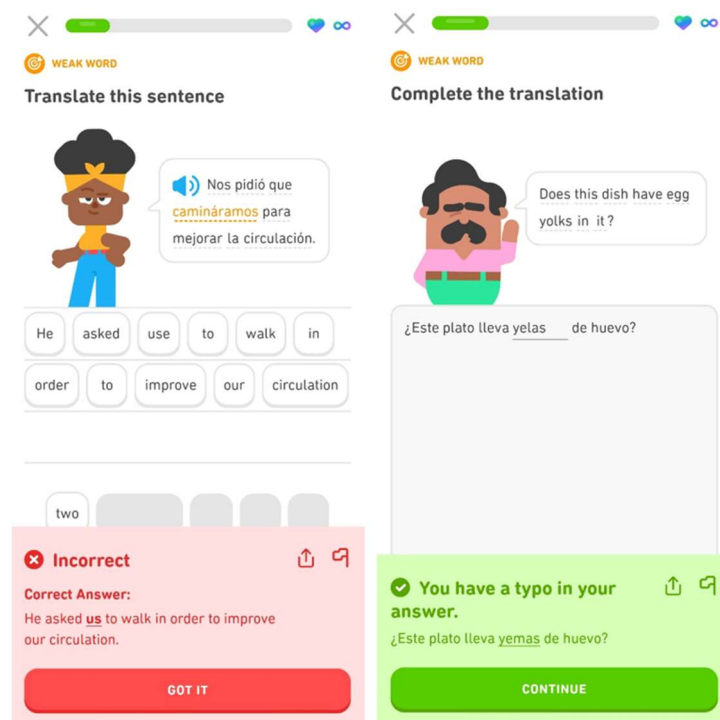 WEAK WORD
Translate this sentence
Nos pidió que
camináramos para
mejorar la circulación.
He asked use to walk in
order to improve our circulation
two
Incorrect
Correct Answer:
He asked us to walk in order to improve
our circulation.
GOT IT
WEAK WORD
Complete the translation
Does this dish have egg
yolks in it?
¿Este plato lleva yelas de huevo?
You have a typo in your
answer.
¿Este plato lleva yemas de huevo?
CONTINUE